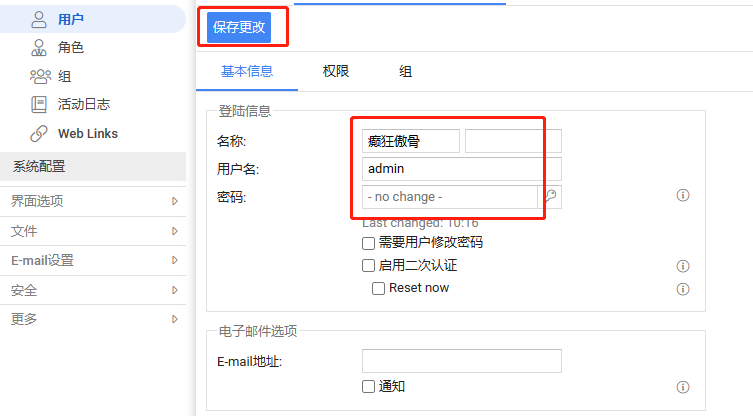 用户
角色
组
活动日志
Web Links
系统配置
界面选项
文件
E-mail设置
安全
更多
保存更改
基本信息 权限 组
登陆信息
名称: 癫狂傲骨
用户名: admin
密码: - no change -
Last changed: 10:16
需要用户修改密码
启用二次认证
Reset now
电子邮件选项
E-mail地址:
通知